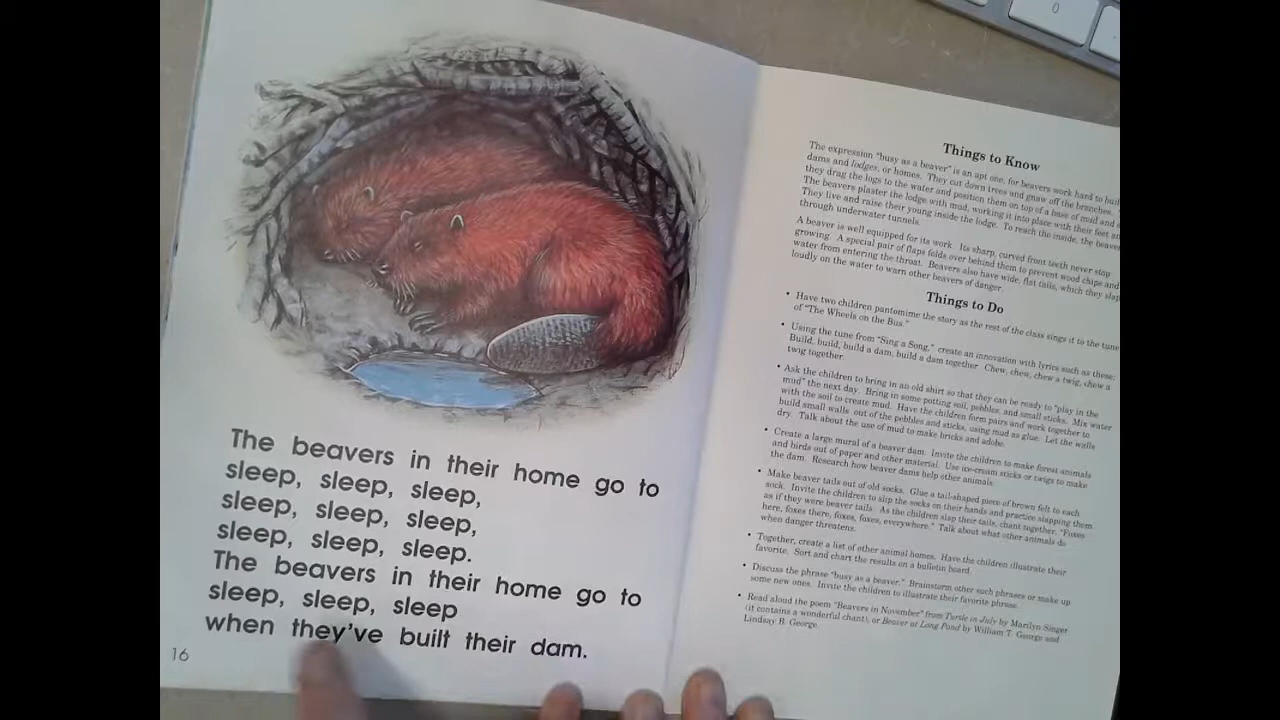 The beavers in their home go to
sleep, sleep, sleep,
sleep, sleep, sleep,
sleep, sleep, sleep.
The beavers in their home go to
sleep, sleep, sleep
when they've built their dam.
16
Things to Know
The expression "busy as a beaver" is an apt one, for beavers work hard to
dams and lodges, or homes. They cut down trees and gnaw off the branches.
they drag the logs to the water and position them on top of a base of mud and
The beavers plaster the lodge with mud, working it into place with their feet
They live and raise their young inside the lodge. To reach the inside, the
through underwater tunnels.
A beaver is well equipped for its work. Its sharp, curved front teeth never stop
growing. A special pair of flaps folds over behind them to prevent wood chips and
water from entering the throat. Beavers also have wide, flat tails, which they slap
loudly on the water to warn other beavers of danger.
Things to Do
• Have two children pantomime the story as the rest of the class sings it to the tune
of "The Wheels on the Bus."
• Using the tune from "Sing a Song," create an innovation with lyrics such as these:
Build, build, build a dam, build a dam together. Chew, chew, chew a twig, chew a
twig together.
• Ask the children to bring in an old shirt so that they can be ready to "play in the
mud" the next day. Bring in some potting soil, pebbles, and small sticks. Mix water
with the soil to create mud. Have the children form pairs and work together to
build small walls out of the pebbles and sticks, using mud as glue. Let the walls
dry. Talk about the use of mud to make bricks and adobe.
• Create a large mural of a beaver dam. Invite the children to make forest animals
and birds out of paper and other material. Use ice-cream sticks or twigs to make
the dam. Research how beaver dams help other animals.
• Make beaver tails out of old socks. Glue a tail-shaped piece of brown felt to each
sock. Invite the children to slip the socks on their hands and practice slapping them
as if they were beaver tails. As the children slap their tails, chant together, "Foxes
here, foxes there, foxes, foxes, everywhere." Talk about what other animals do
when danger threatens.
• Together, create a list of other animal homes. Have the children illustrate their
favorite. Sort and chart the results on a bulletin board.
• Discuss the phrase "busy as a beaver." Brainstorm other such phrases or make up
some new ones. Invite the children to illustrate their favorite phrase.
• Read aloud the poem "Beavers in November" from Turtle in July by Marilyn Singer
(it contains a wonderful chant), or Beaver at Long Pond by William T. George and
Lindsay B. George.